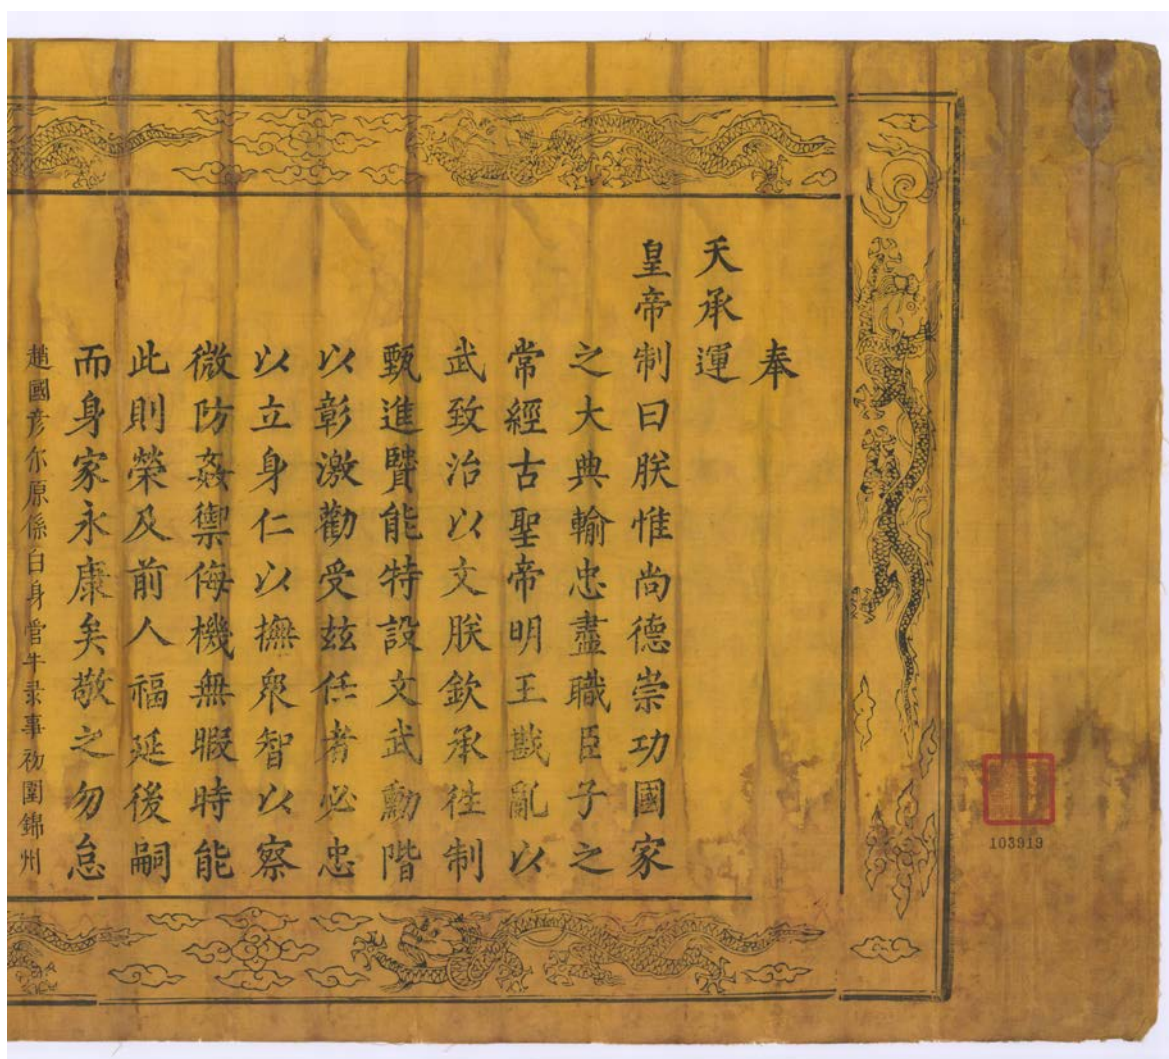 奉
天承運
皇帝制曰朕惟尚德崇功國家
之大典輸忠盡職臣子之
常經古聖帝明王戡亂以
武致治以文朕欽承往制
甄進賢能特設文武勳階
以彰激勸受玆任者必忠
以立身仁以撫衆智以察
微防姦禦侮機無暇時能
此則榮及前人福延後嗣
而身家永康矣敬之勿怠
趙國彥尓原係白身管牛录事初圍錦州
103919